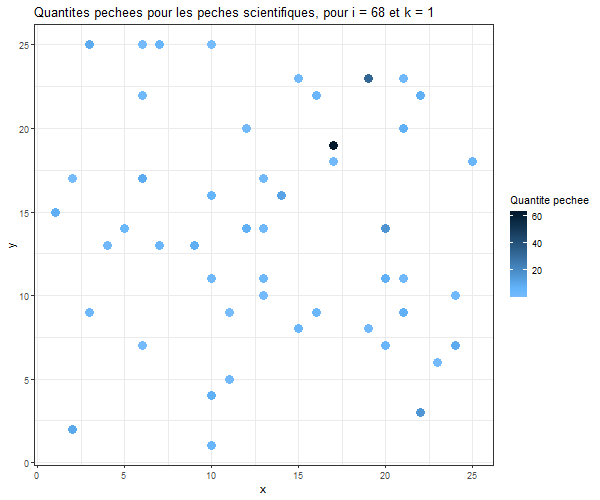 Quantites pechees pour les peches scientifiques, pour i = 68 et k = 1
25
20
15
10
5
0
y
0 5 10 15 20 25
x
Quantite pechee
60
40
20